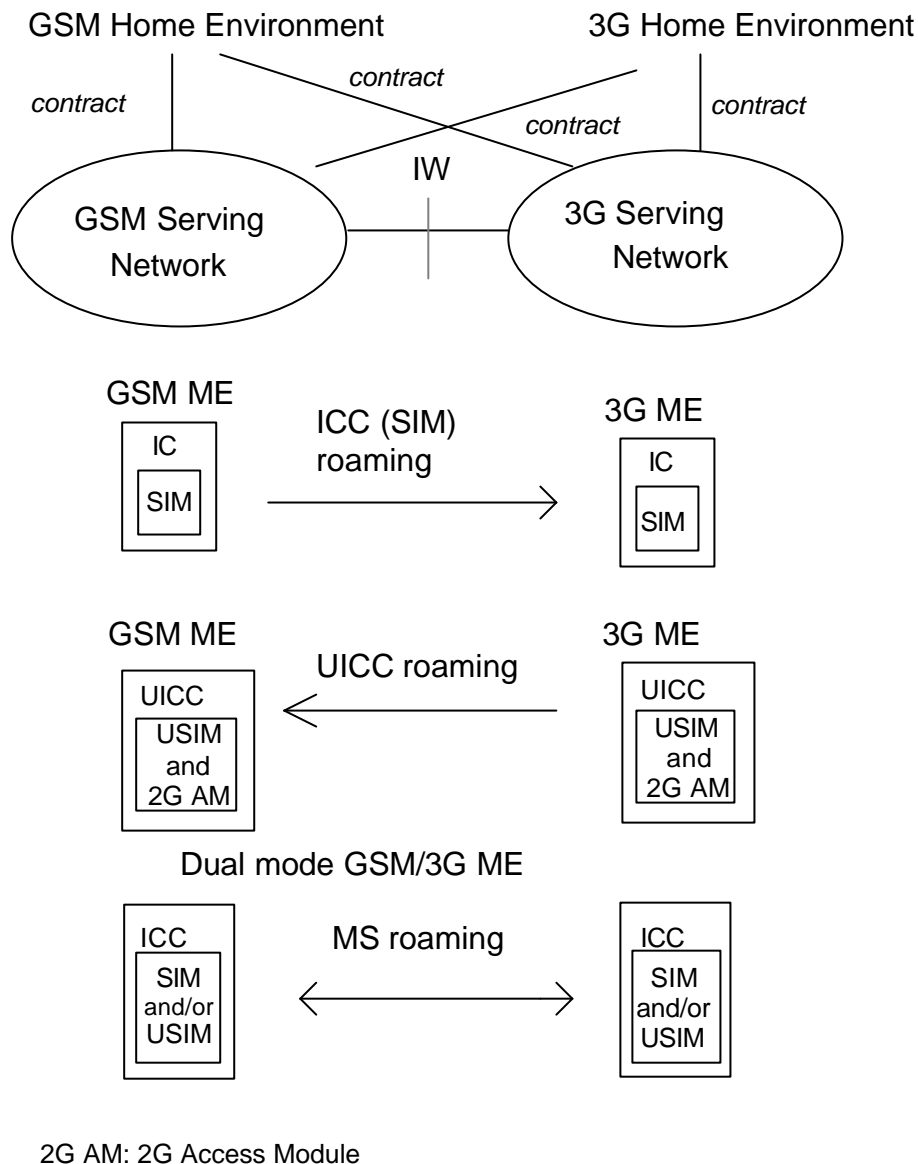 GSM Home Environment 3G Home Environment
contract contract contract contract
IW
GSM Serving Network
3G Serving Network
GSM ME
IC
SIM
ICC (SIM)
roaming
3G ME
IC
SIM
GSM ME
UICC
USIM
and
2G AM
UICC roaming
3G ME
UICC
USIM
and
2G AM
Dual mode GSM/3G ME
ICC
SIM
and/or
USIM
MS roaming
ICC
SIM
and/or
USIM
2G AM: 2G Access Module